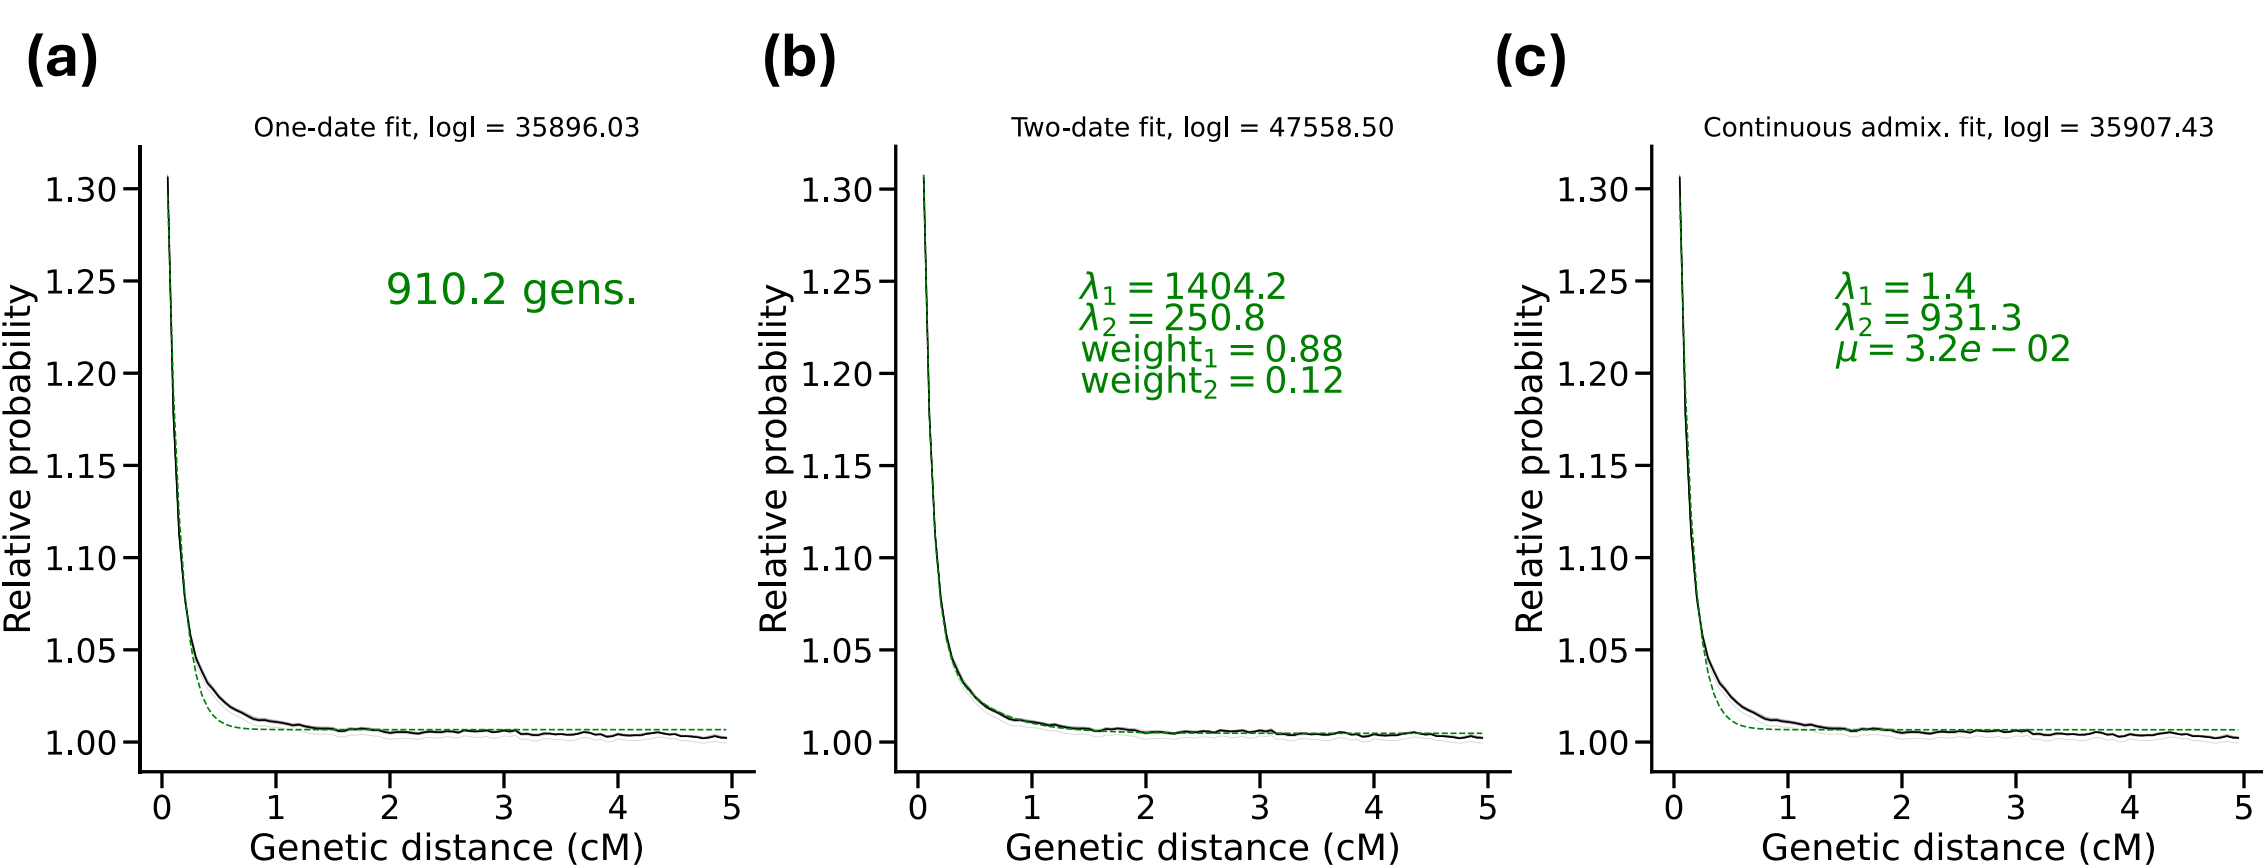 (a)
One-date fit, logl = 35896.03
910.2 gens.
Relative probability
1.30
1.25
1.20
1.15
1.10
1.05
1.00
0 1 2 3 4 5
Genetic distance (cM)
(b)
Two-date fit, logl = 47558.50
λ₁ = 1404.2
λ₂ = 250.8
weight₁ = 0.88
weight₂ = 0.12
Relative probability
1.30
1.25
1.20
1.15
1.10
1.05
1.00
0 1 2 3 4 5
Genetic distance (cM)
(c)
Continuous admix. fit, logl = 35907.43
λ₁ = 1.4
λ₂ = 931.3
μ = 3.2e − 02
Relative probability
1.30
1.25
1.20
1.15
1.10
1.05
1.00
0 1 2 3 4 5
Genetic distance (cM)